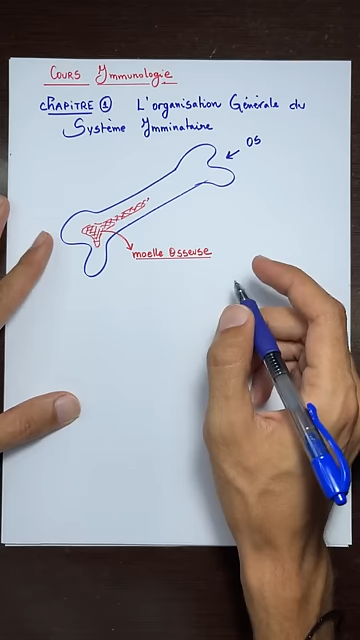 Cours Immunologie
CHAPITRE ① L'organisation Générale du
Système Imminataire
OS
moelle Osseuse